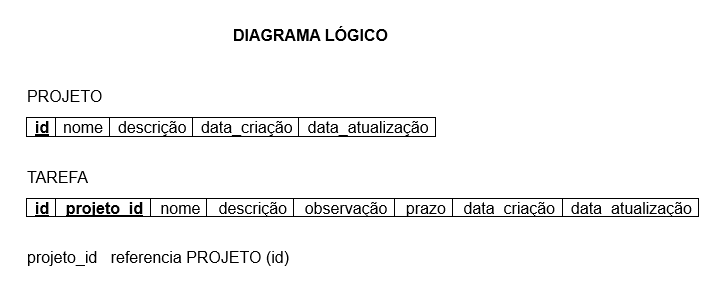 DIAGRAMA LÓGICO
PROJETO
id nome descrição data_criação data_atualização
TAREFA
id projeto_id nome descrição observação prazo data_criação data_atualização
projeto_id referencia PROJETO (id)